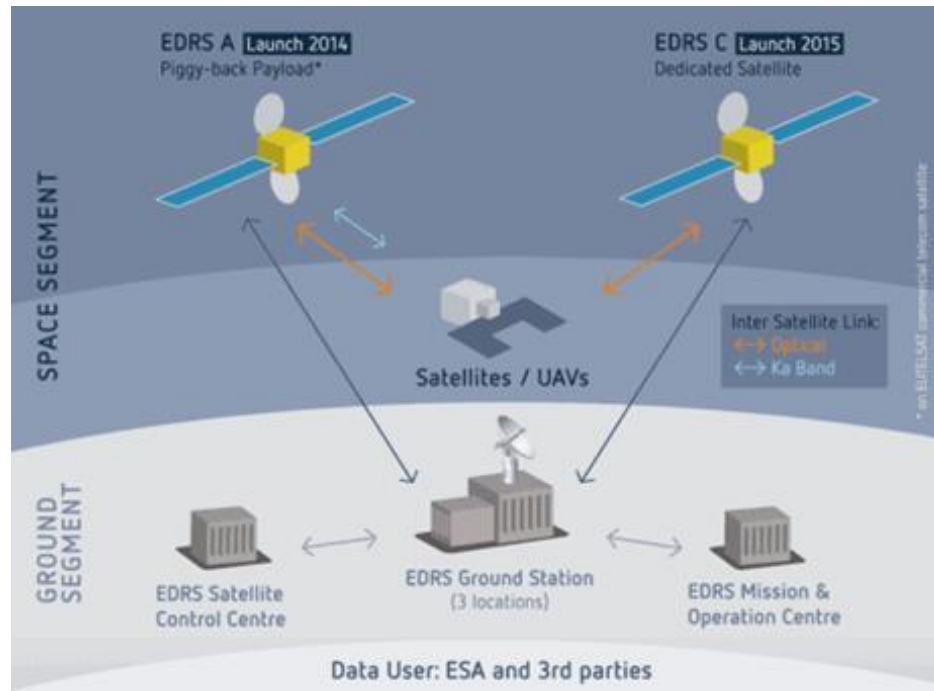 EDRS A Launch 2014
Piggy-back Payload*
EDRS C Launch 2015
Dedicated Satellite
SPACE SEGMENT
* on EUTELSAT commercial telecom satellite
Inter Satellite Link:
Optical
Ka Band
Satellites / UAVs
GROUND
SEGMENT
EDRS Satellite
Control Centre
EDRS Ground Station
(3 locations)
EDRS Mission &
Operation Centre
Data User: ESA and 3rd parties